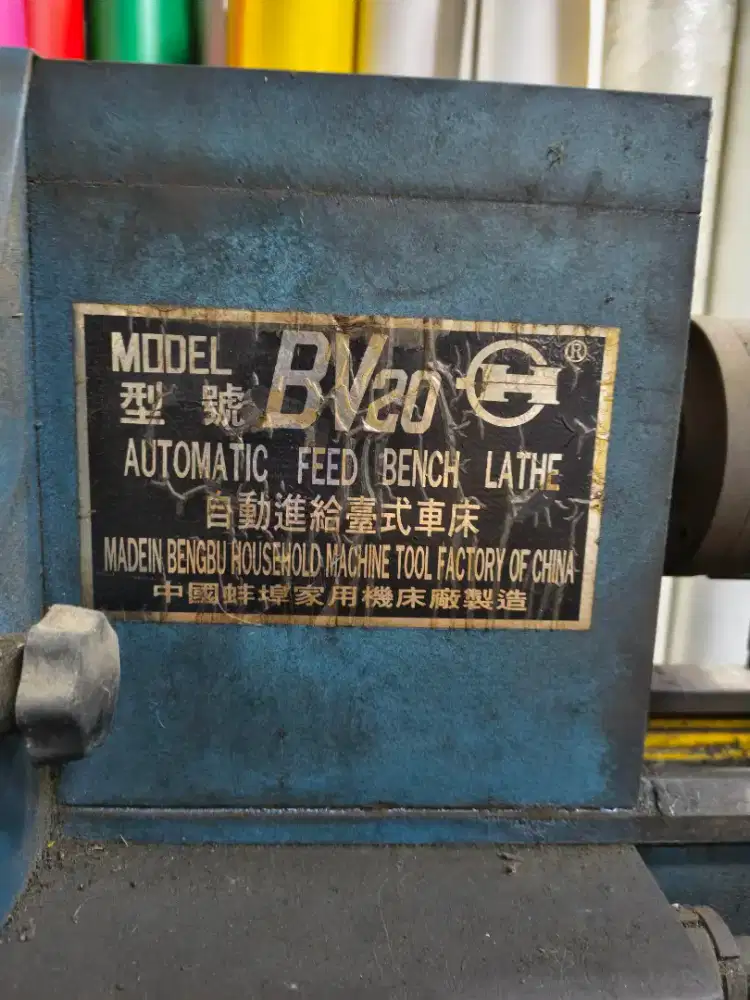 MODEL BV20 ®
型 號
AUTOMATIC FEED BENCH LATHE
自動進給臺式車床
MADEIN BENGBU HOUSEHOLD MACHINE TOOL FACTORY OF CHINA
中國蚌埠家用機床廠製造